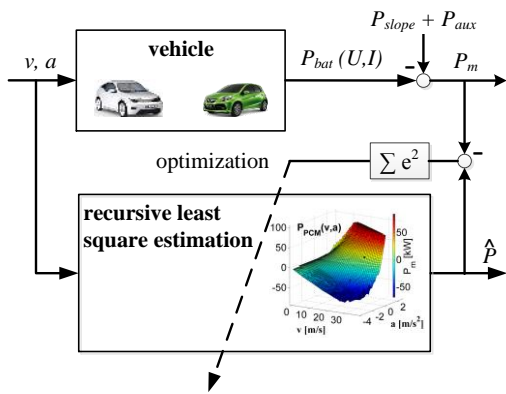 P_slope + P_aux
v, a
vehicle
P_bat (U,I)
-
P_m
optimization
∑ e²
-
recursive least
square estimation
P_PCM(v,a)
100
50
0
-50
0 10 20 30
v [m/s]
-4 -2 0 2
a [m/s²]
50
0
-50
P_m [kW]
P̂